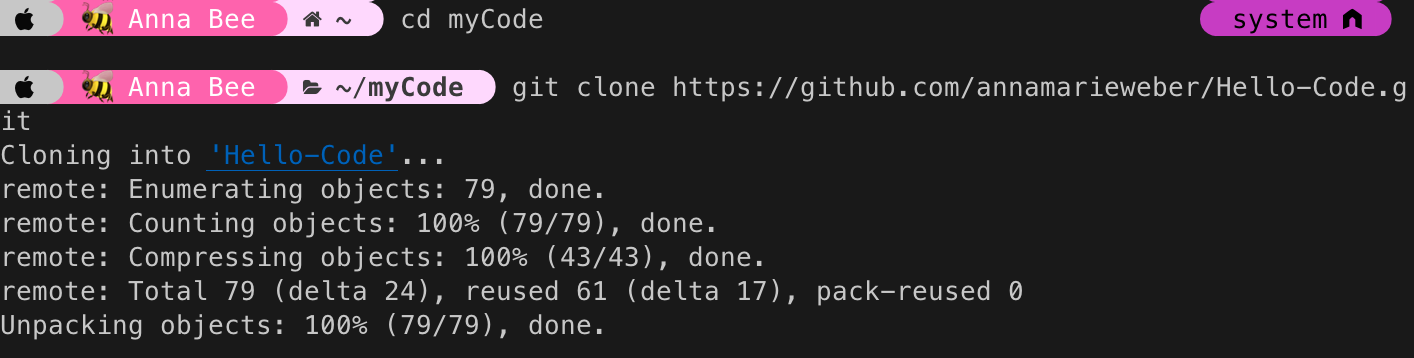 Anna Bee ~ cd myCode system
Anna Bee ~/myCode git clone https://github.com/annamarieweber/Hello-Code.g
it
Cloning into 'Hello-Code'...
remote: Enumerating objects: 79, done.
remote: Counting objects: 100% (79/79), done.
remote: Compressing objects: 100% (43/43), done.
remote: Total 79 (delta 24), reused 61 (delta 17), pack-reused 0
Unpacking objects: 100% (79/79), done.